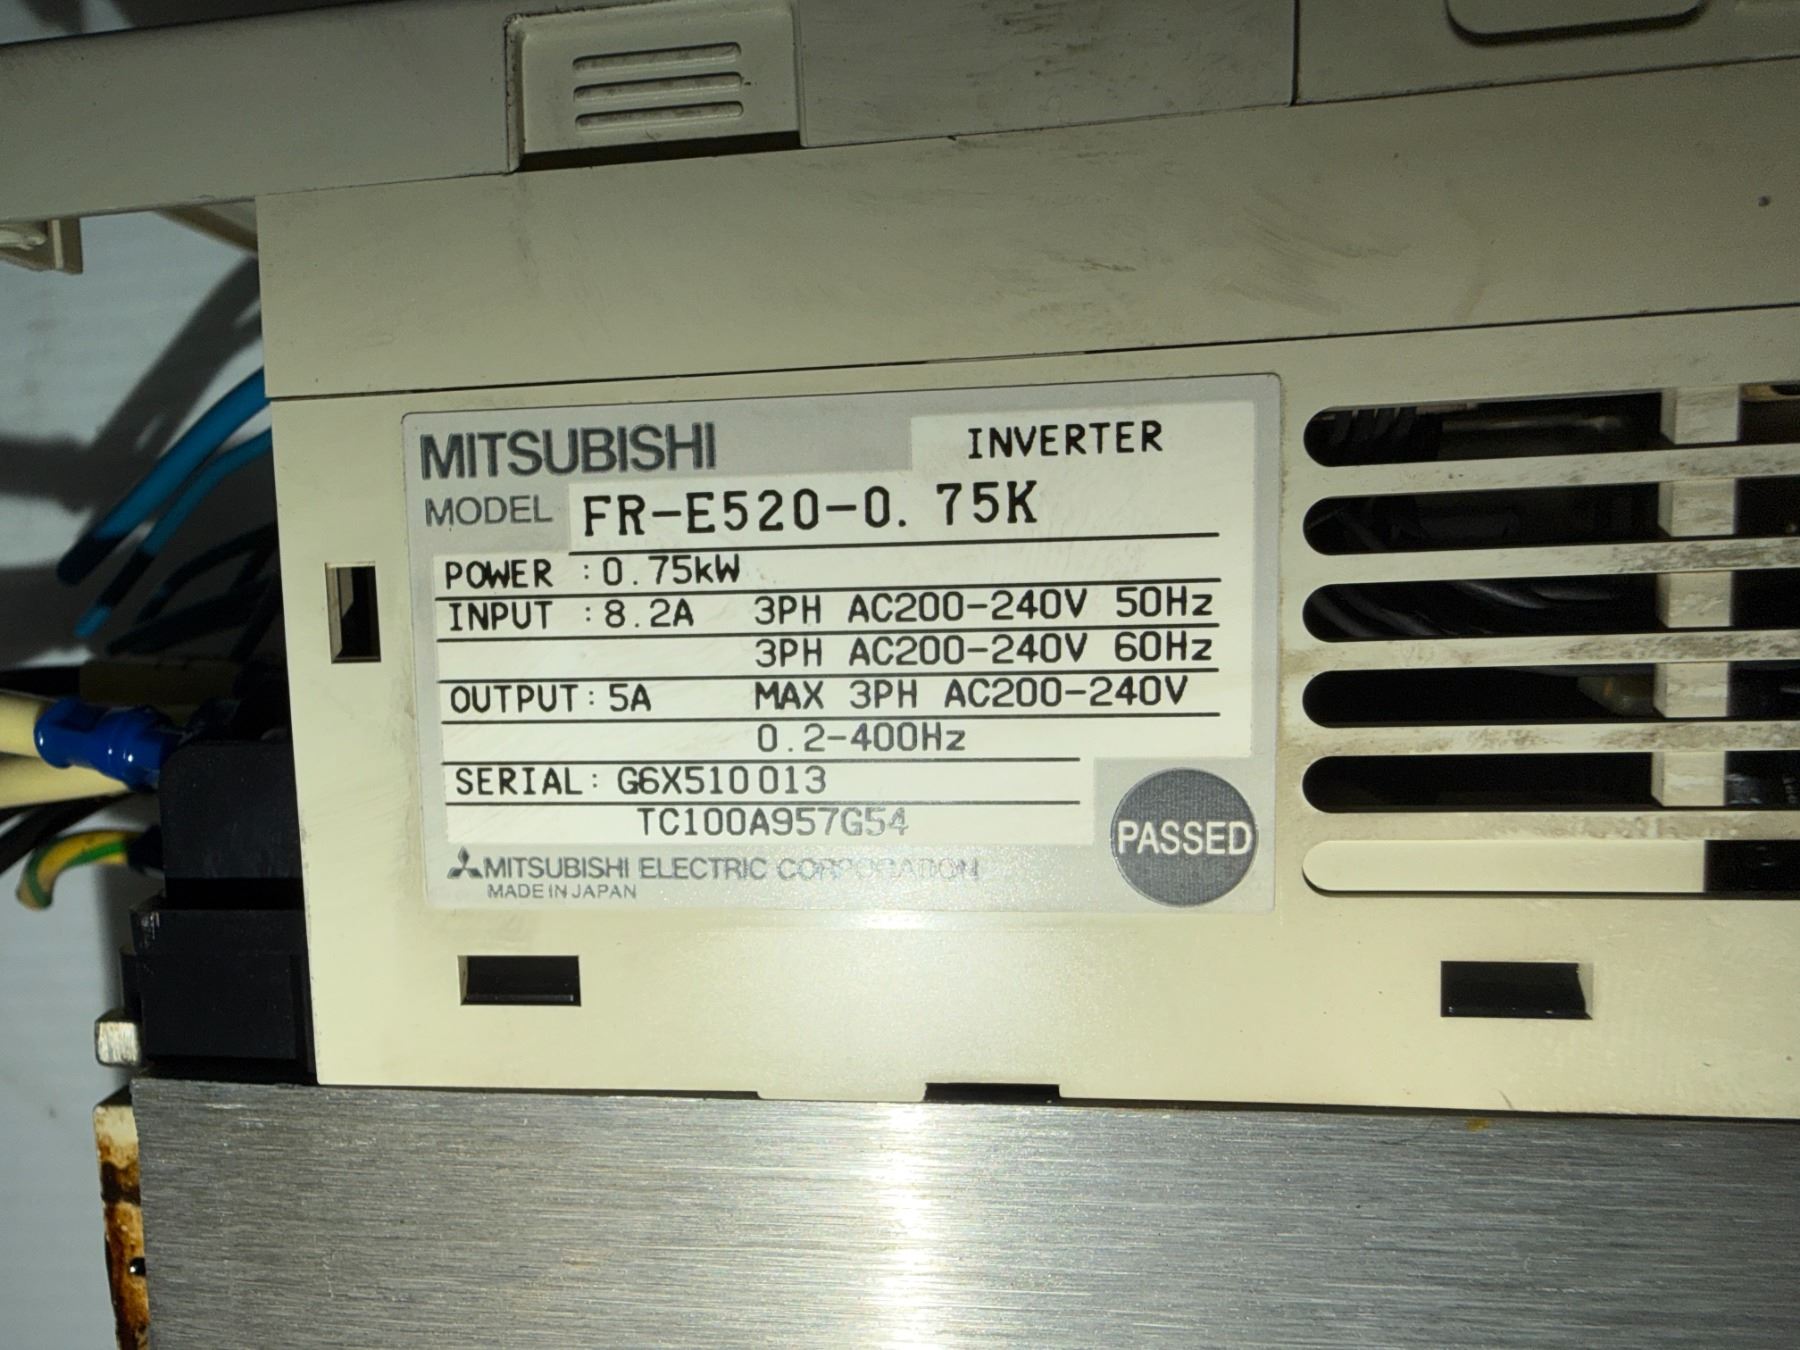 MITSUBISHI INVERTER
MODEL FR-E520-0.75K
POWER :0.75kW
INPUT :8.2A 3PH AC200-240V 50Hz
3PH AC200-240V 60Hz
OUTPUT:5A MAX 3PH AC200-240V
0.2-400Hz
SERIAL: G6X510013
TC100A957G54
PASSED
MITSUBISHI ELECTRIC CORPORATION
MADE IN JAPAN